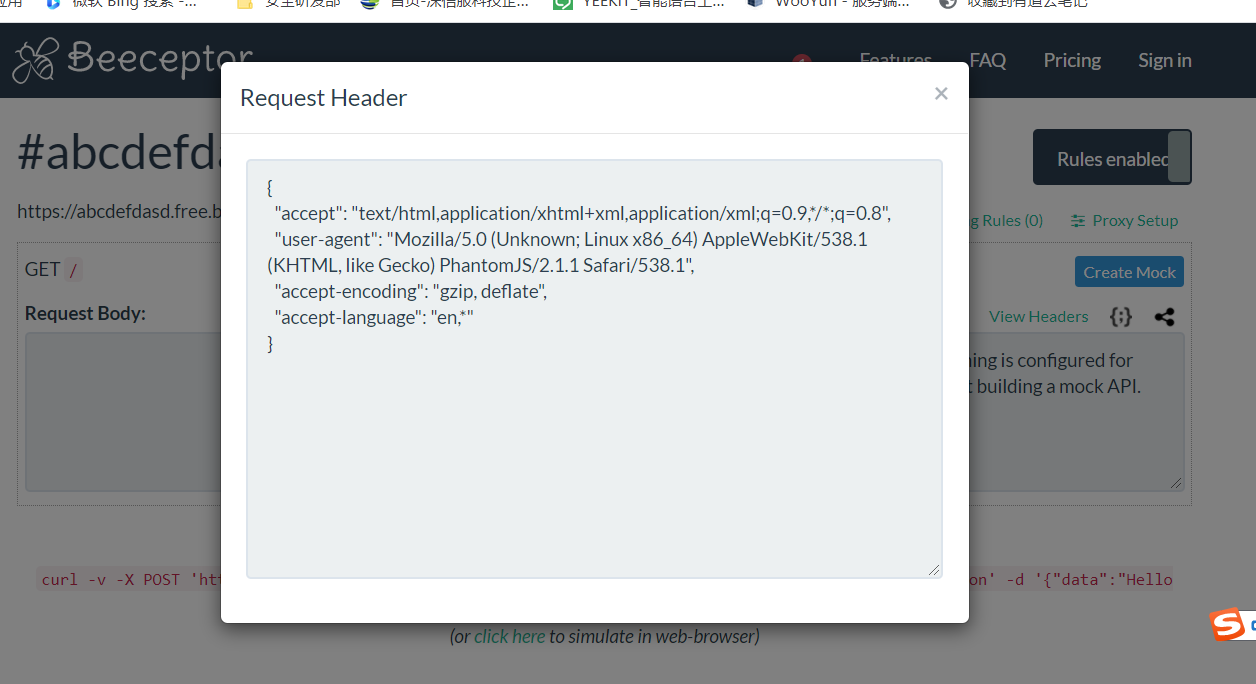 微软 Bing 搜索 -...
安全研发部
首页-深信服科技企...
YEEKIT_智能语言工...
WooYun - 服务端...
收藏到有道云笔记
Beeceptor
Features
FAQ
Pricing
Sign in
Request Header
×
#abcdefda
Rules enabled
https://abcdefdasd.free.b
g Rules (0)
Proxy Setup
{
"accept": "text/html,application/xhtml+xml,application/xml;q=0.9,*/*;q=0.8",
"user-agent": "Mozilla/5.0 (Unknown; Linux x86_64) AppleWebKit/538.1
(KHTML, like Gecko) PhantomJS/2.1.1 Safari/538.1",
"accept-encoding": "gzip, deflate",
"accept-language": "en,*"
}
GET /
Create Mock
Request Body:
View Headers
{;}
ning is configured for
t building a mock API.
curl -v -X POST 'htt
on' -d '{"data":"Hello
(or click here to simulate in web-browser)
S